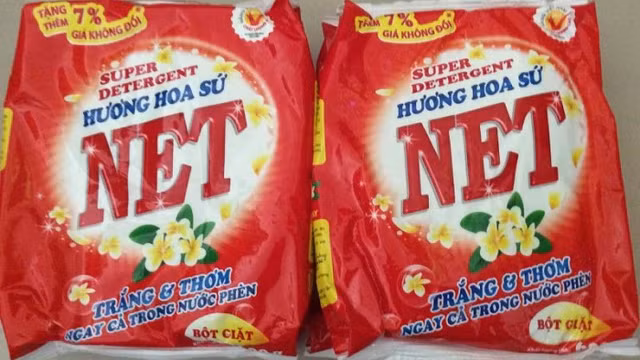 TẶNG
THÊM 7%
GIÁ KHÔNG ĐỔI
SUPER
DETERGENT
HƯƠNG HOA SỨ
NET
TRẮNG & THƠM
NGAY CẢ TRONG NƯỚC PHÈN
BỘT GIẶT
TẶNG
THÊM 7%
GIÁ KHÔNG ĐỔI
SUPER
DETERGENT
HƯƠNG HOA SỨ
NET
TRẮNG & THƠM
NGAY CẢ TRONG NƯỚC PHÈN
BỘT GIẶT